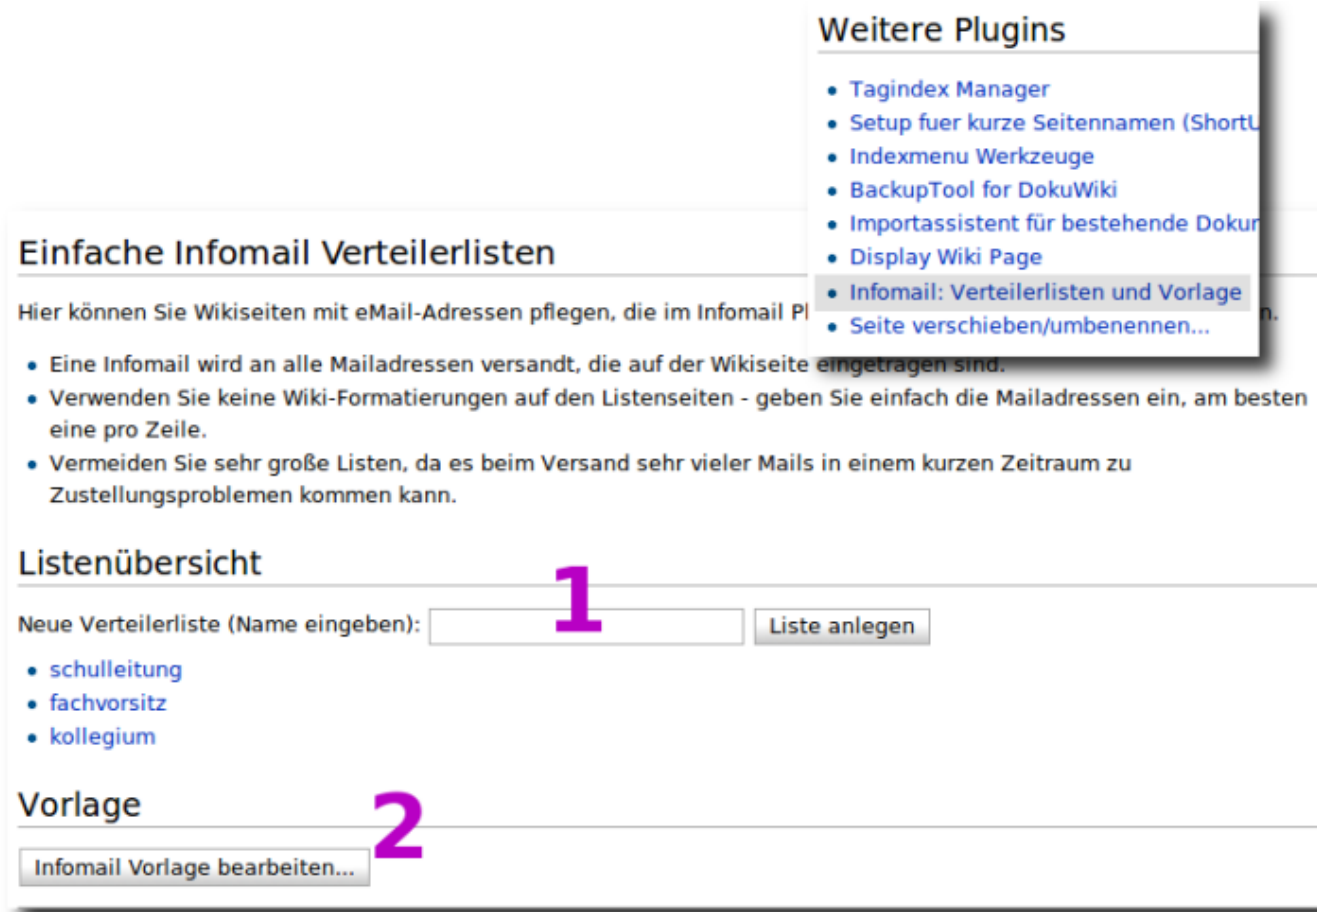 Weitere Plugins
Tagindex Manager
Setup fuer kurze Seitennamen (ShortU
Indexmenu Werkzeuge
BackupTool for DokuWiki
Importassistent für bestehende Dokur
Display Wiki Page
Infomail: Verteilerlisten und Vorlage
Seite verschieben/umbenennen...
Einfache Infomail Verteilerlisten
Hier können Sie Wikiseiten mit eMail-Adressen pflegen, die im Infomail Pl n.
Eine Infomail wird an alle Mailadressen versandt, die auf der Wikiseite eingetragen sind.
Verwenden Sie keine Wiki-Formatierungen auf den Listenseiten - geben Sie einfach die Mailadressen ein, am besten
eine pro Zeile.
Vermeiden Sie sehr große Listen, da es beim Versand sehr vieler Mails in einem kurzen Zeitraum zu
Zustellungsproblemen kommen kann.
Listenübersicht
1
Neue Verteilerliste (Name eingeben): Liste anlegen
schulleitung
fachvorsitz
kollegium
Vorlage
2
Infomail Vorlage bearbeiten...